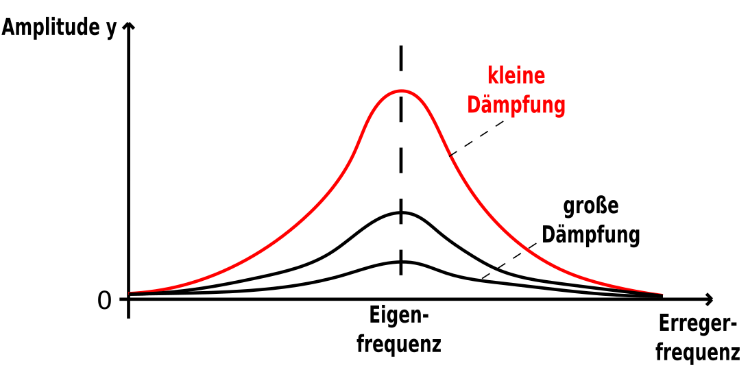 Amplitude y
kleine
Dämpfung
große
Dämpfung
0
Eigen-
frequenz
Erreger-
frequenz